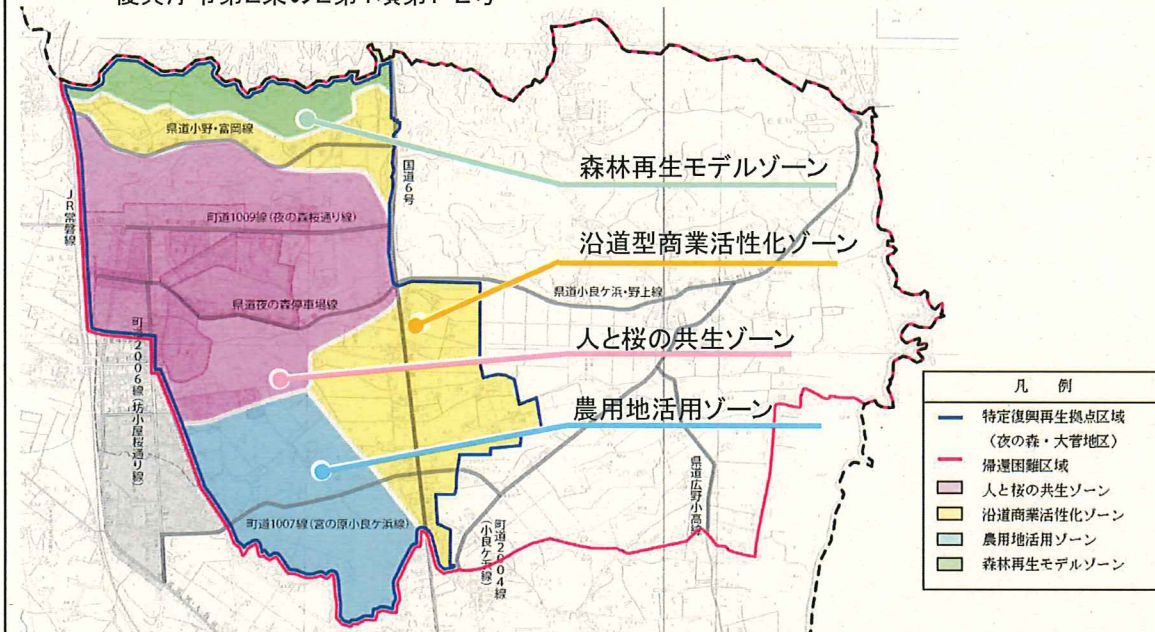 県道小野・富岡線
国道6号
JR常磐線
町道1009線(夜の森桜通り線)
県道夜の森停車場線
県道小良ケ浜・野上線
町道2006線(坊小屋桜通り線)
町道1007線(宮の原小良ケ浜線)
町道2004線
(小良ケ浜線)
県道広野小高線
森林再生モデルゾーン
沿道型商業活性化ゾーン
人と桜の共生ゾーン
農用地活用ゾーン
凡 例
特定復興再生拠点区域
(夜の森・大菅地区)
帰還困難区域
人と桜の共生ゾーン
沿道商業活性化ゾーン
農用地活用ゾーン
森林再生モデルゾーン